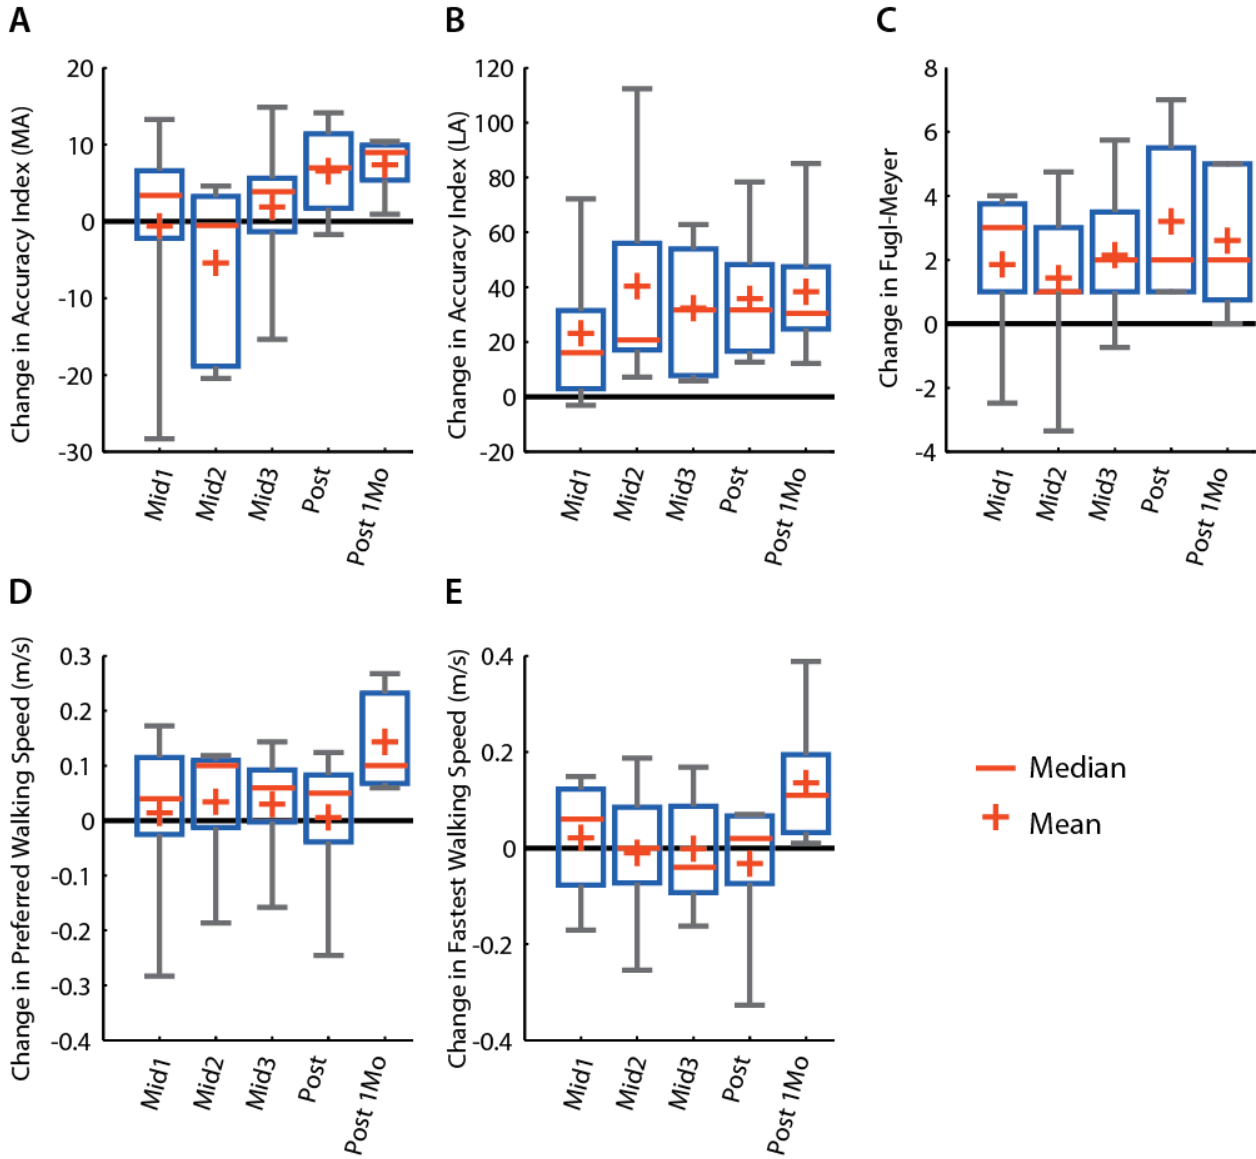 A
Change in Accuracy Index (MA)
20
10
0
-10
-20
-30
Mid1
Mid2
Mid3
Post
Post 1Mo
B
Change in Accuracy Index (LA)
120
100
80
60
40
20
0
-20
Mid1
Mid2
Mid3
Post
Post 1Mo
C
Change in Fugl-Meyer
8
6
4
2
0
-2
-4
Mid1
Mid2
Mid3
Post
Post 1Mo
D
Change in Preferred Walking Speed (m/s)
0.3
0.2
0.1
0
-0.1
-0.2
-0.3
-0.4
Mid1
Mid2
Mid3
Post
Post 1Mo
E
Change in Fastest Walking Speed (m/s)
0.4
0.2
0
-0.2
-0.4
Mid1
Mid2
Mid3
Post
Post 1Mo
Median
Mean